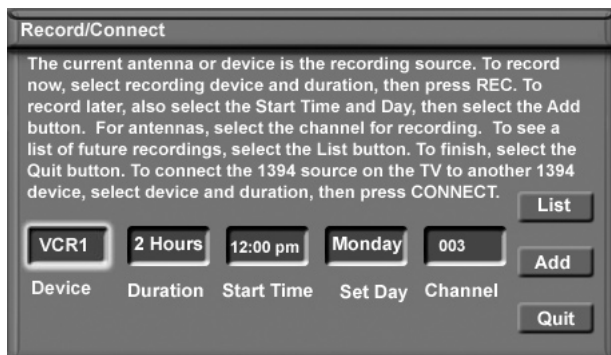 Record/Connect
The current antenna or device is the recording source. To record
now, select recording device and duration, then press REC. To
record later, also select the Start Time and Day, then select the Add
button. For antennas, select the channel for recording. To see a
list of future recordings, select the List button. To finish, select the
Quit button. To connect the 1394 source on the TV to another 1394
device, select device and duration, then press CONNECT.
List
VCR1 2 Hours 12:00 pm Monday 003
Add
Device Duration Start Time Set Day Channel
Quit